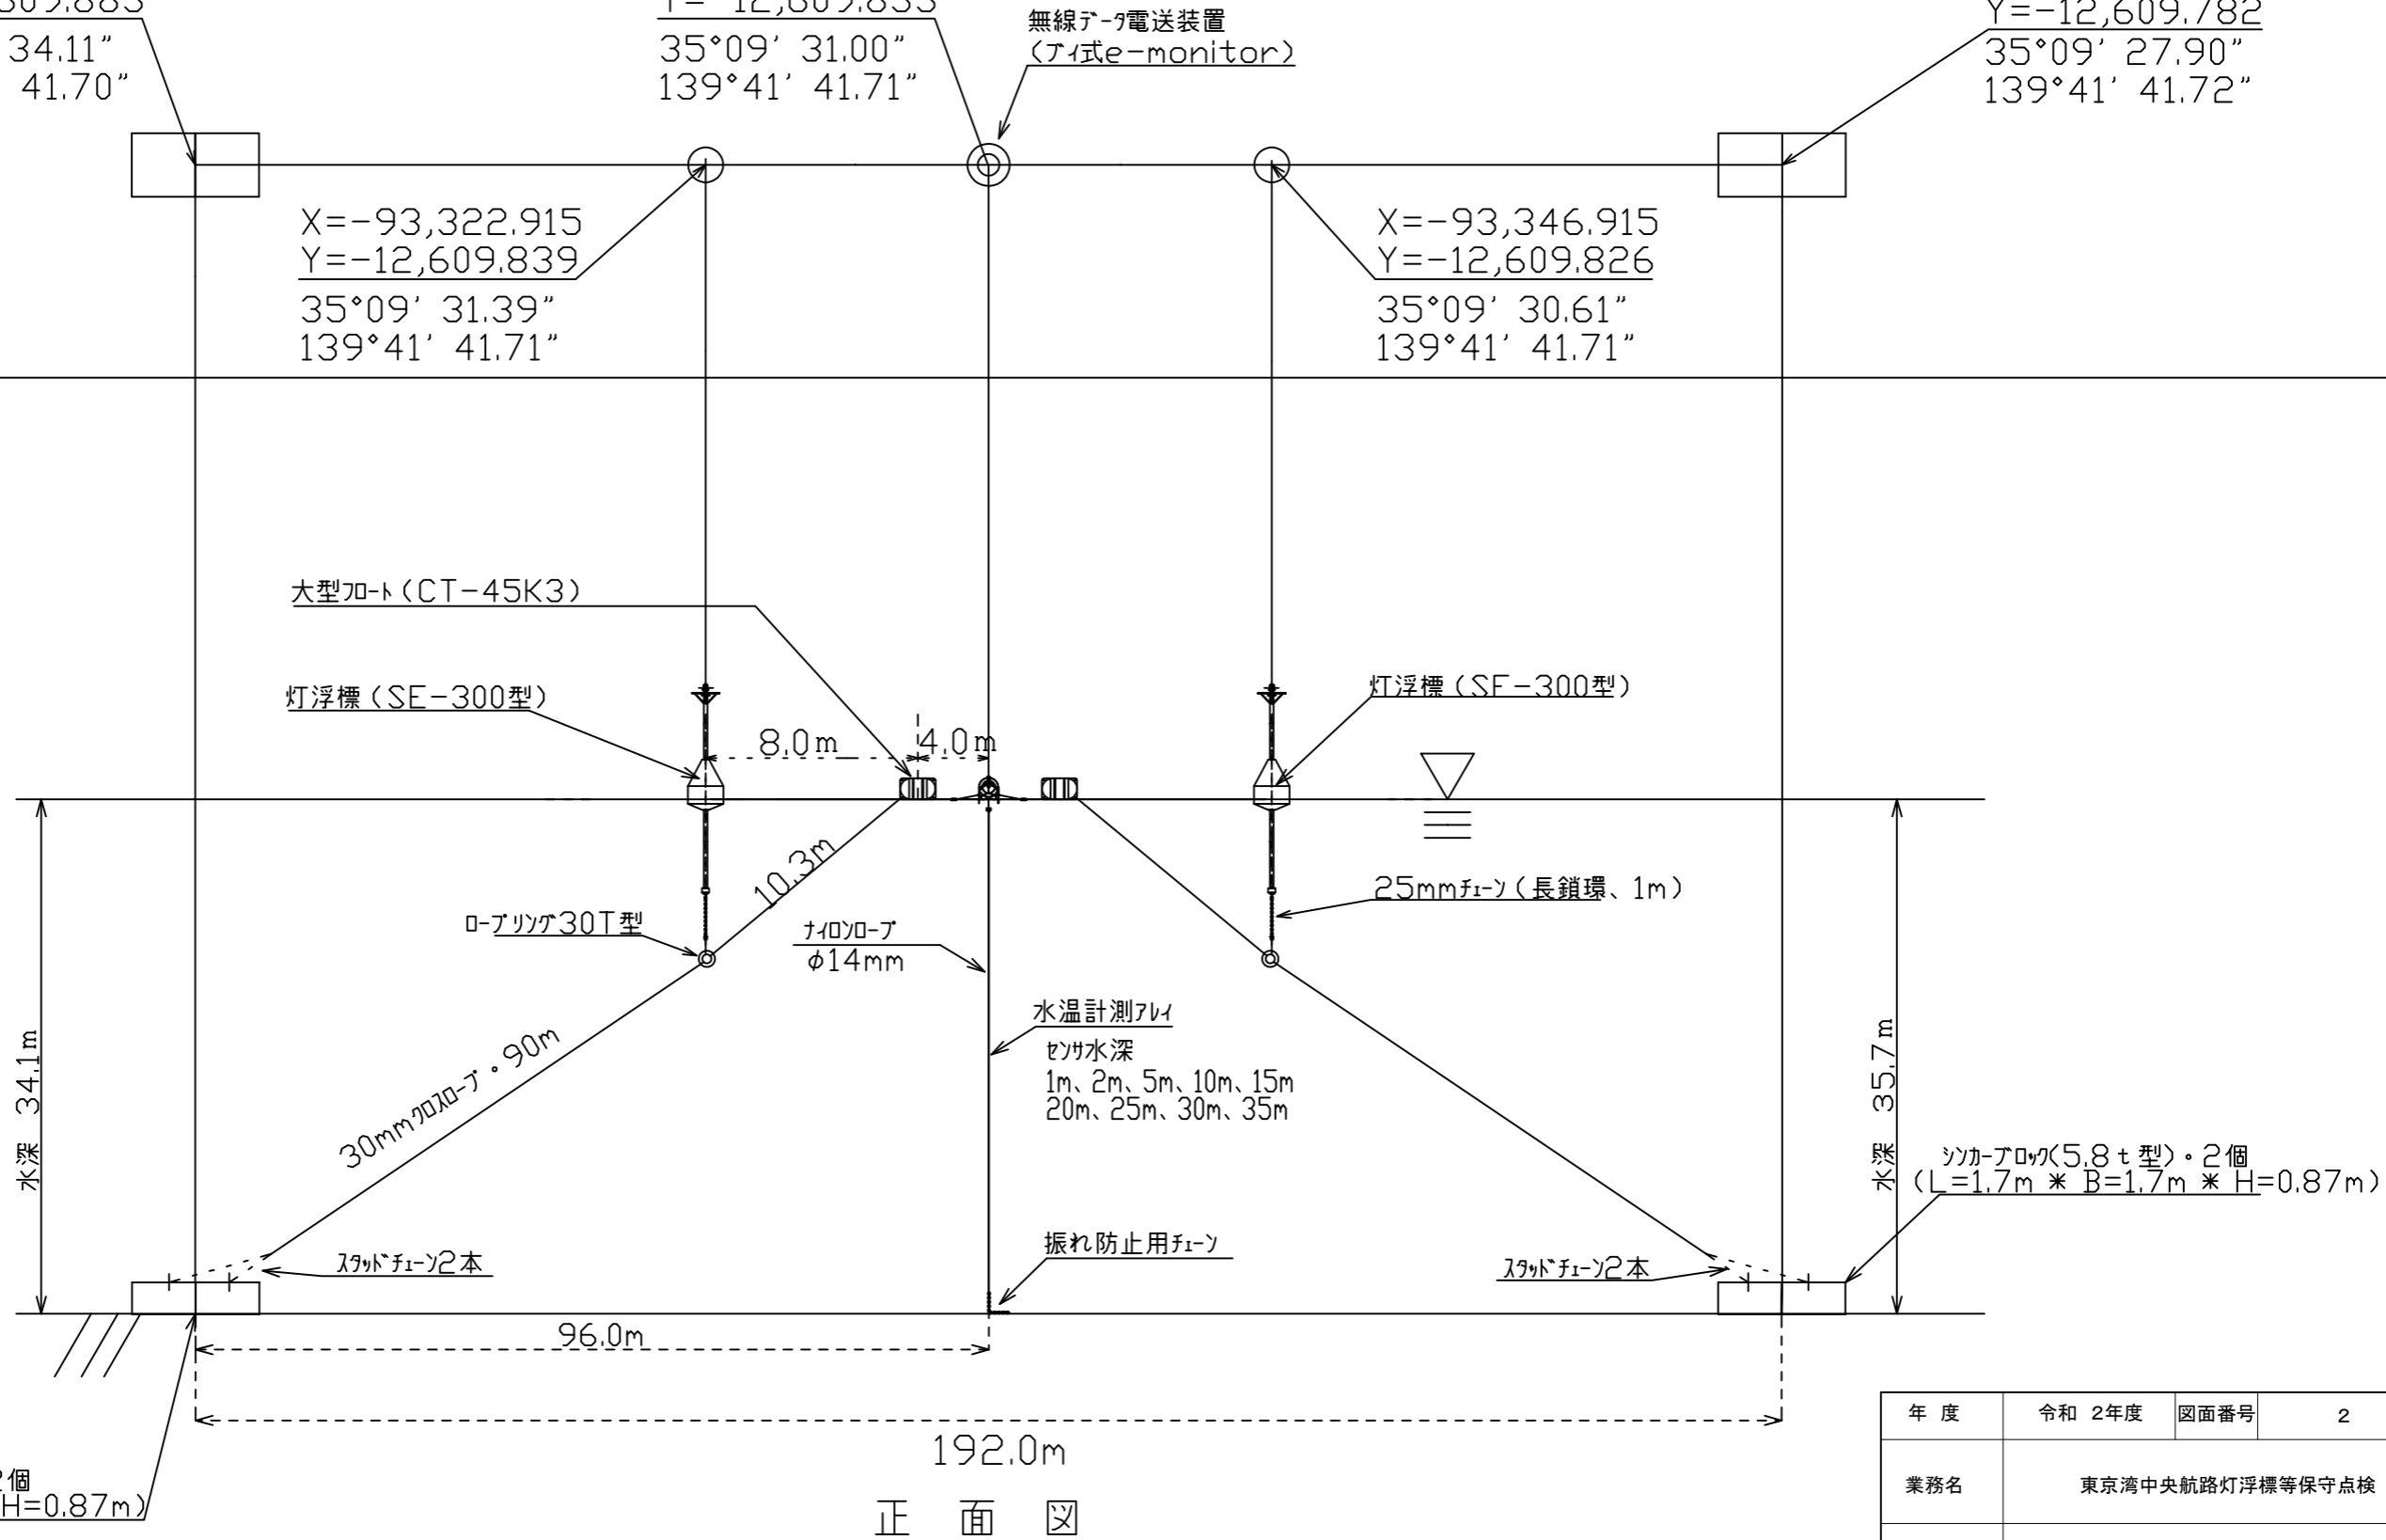 609.883
34.11”
41.70”
Y=-12,609.833
35°09’ 31.00”
139°41’ 41.71”
無線ﾃﾞｰﾀ電送装置
(ﾌﾞｲ式e-monitor)
Y=-12,609.782
35°09’ 27.90”
139°41’ 41.72”
X=-93,322.915
Y=-12,609.839
35°09’ 31.39”
139°41’ 41.71”
X=-93,346.915
Y=-12,609.826
35°09’ 30.61”
139°41’ 41.71”
大型ﾌﾛｰﾄ(CT-45K3)
灯浮標(SE-300型)
灯浮標(SF-300型)
8.0m
4.0m
10.3m
25mmﾁｪｰﾝ(長鎖環、1m)
ﾛｰﾌﾟﾘﾝｸﾞ30T型
ﾅｲﾛﾝﾛｰﾌﾟ
φ14mm
水温計測ｱﾚｲ
ｾﾝｻ水深
1m、2m、5m、10m、15m
20m、25m、30m、35m
30mmｸﾛｽﾛｰﾌﾟ・90m
水深 34.1m
水深 35.7m
ｼﾝｶｰﾌﾞﾛｯｸ(5.8t型)・2個
(L=1.7m * B=1.7m * H=0.87m)
ｽﾀｯﾄﾞﾁｪｰﾝ2本
振れ防止用ﾁｪｰﾝ
ｽﾀｯﾄﾞﾁｪｰﾝ2本
96.0m
192.0m
2個
H=0.87m)
正 面 図
年 度 令和 2年度 図面番号 2
業務名 東京湾中央航路灯浮標等保守点検